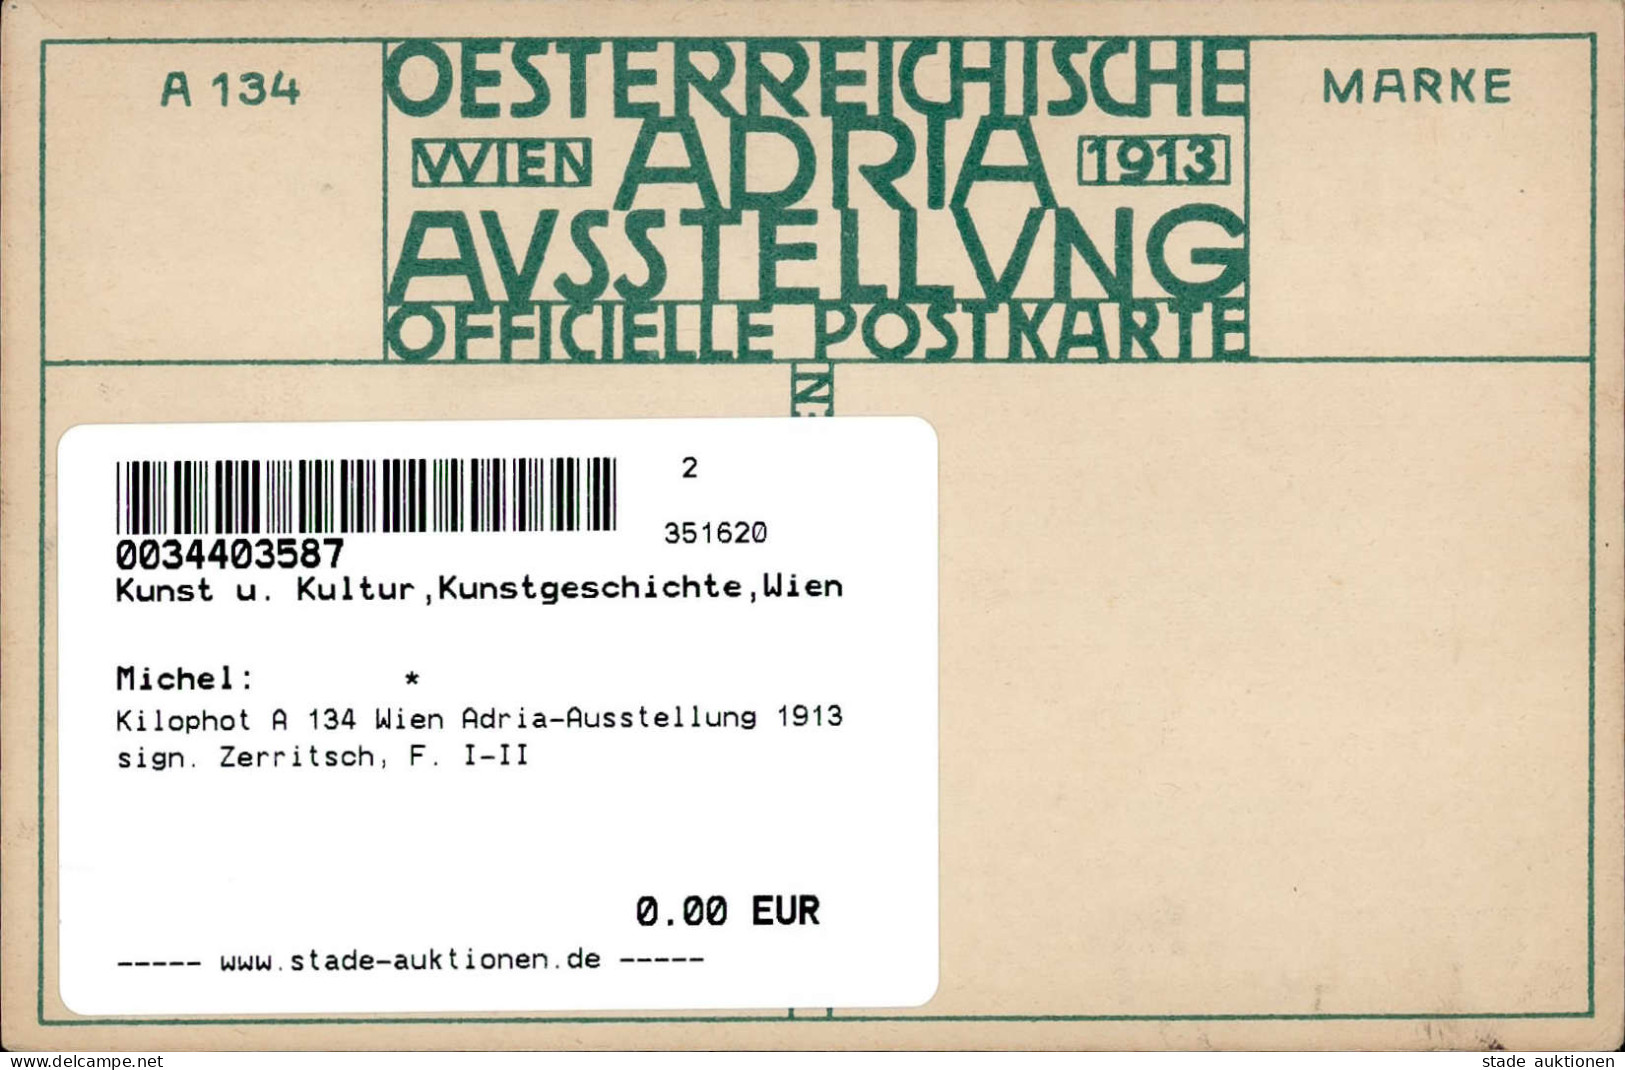 A 134
OESTERREICHISCHE
MARKE
WIEN ADRIA 1913
AVSSTELLVNG
OFFICIELLE POSTKARTE
2
351620
0034403587
Kunst u. Kultur,Kunstgeschichte,Wien
Michel: *
Kilophot A 134 Wien Adria-Ausstellung 1913
sign. Zerritsch, F. I-II
0.00 EUR
----- www.stade-auktionen.de -----
www.delcampe.net
stade auktionen